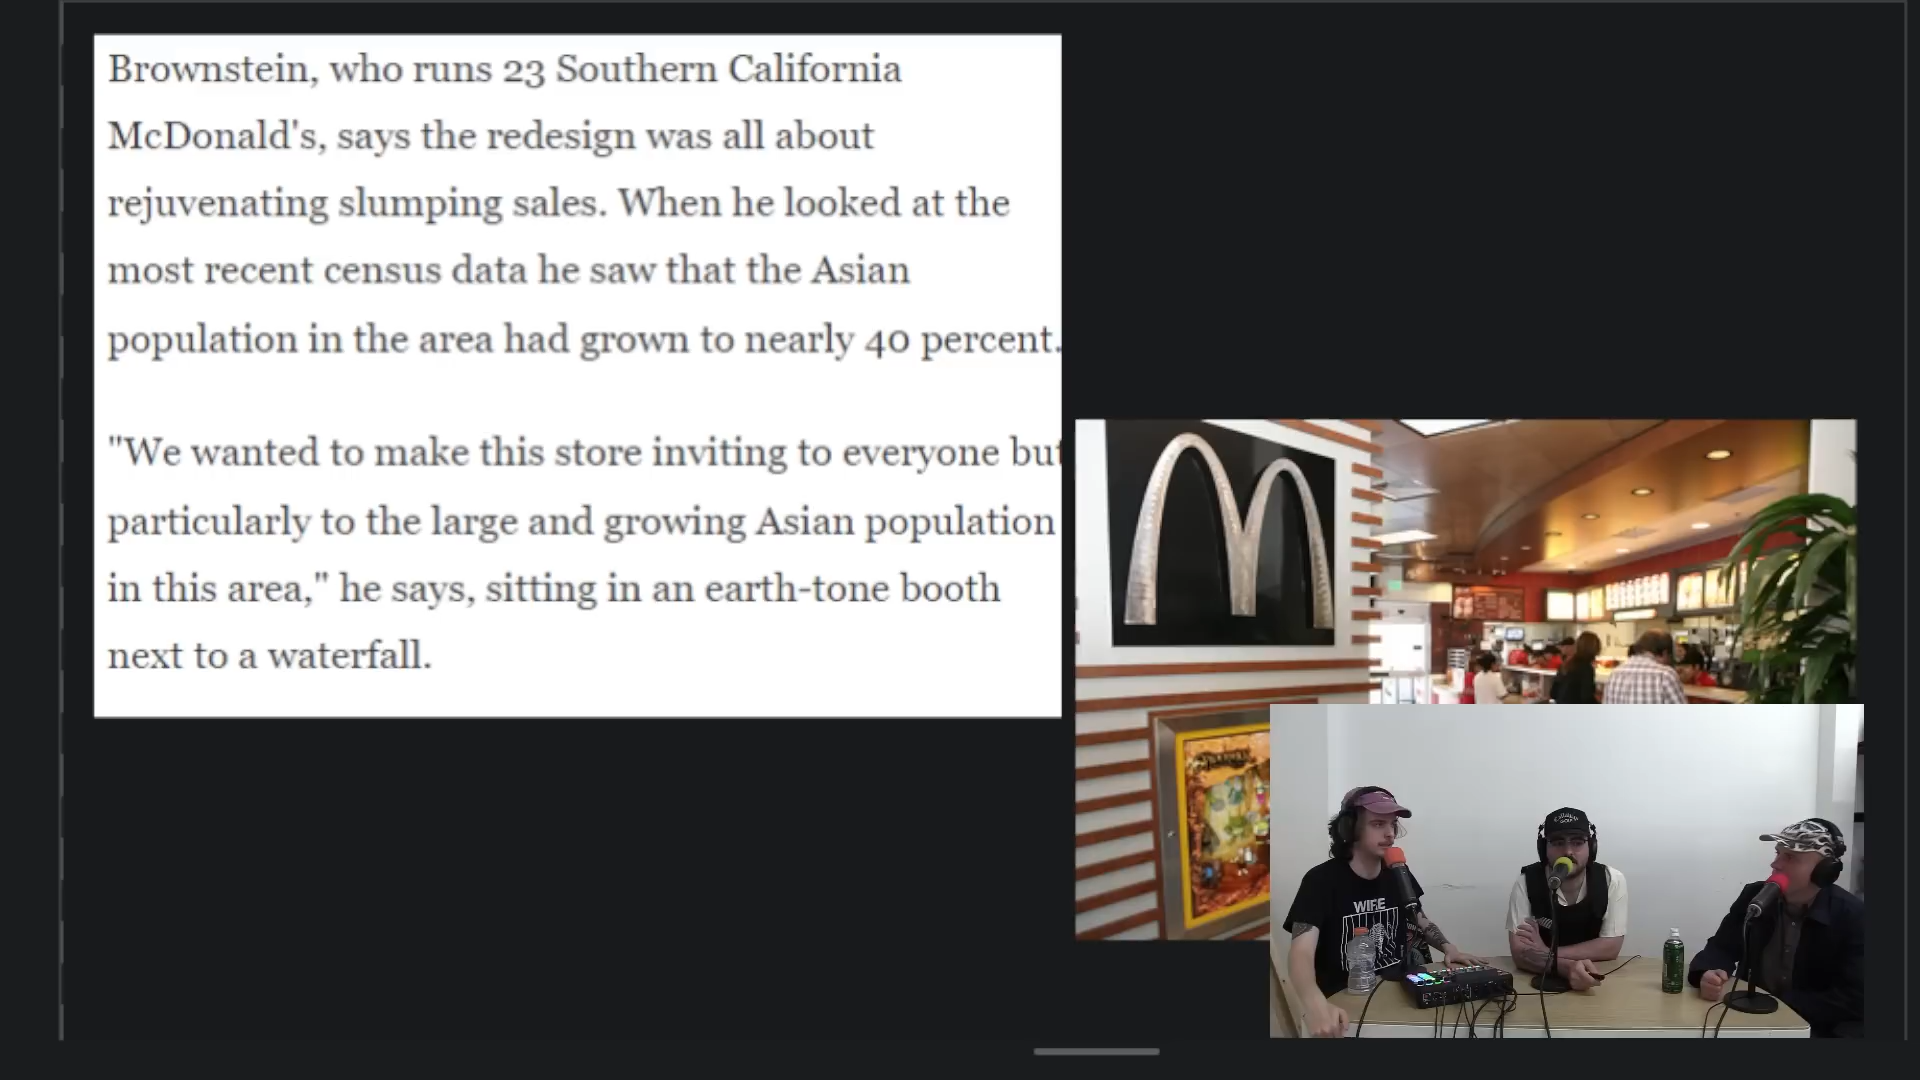 Brownstein, who runs 23 Southern California
McDonald's, says the redesign was all about
rejuvenating slumping sales. When he looked at the
most recent census data he saw that the Asian
population in the area had grown to nearly 40 percent.
"We wanted to make this store inviting to everyone but
particularly to the large and growing Asian population
in this area," he says, sitting in an earth-tone booth
next to a waterfall.